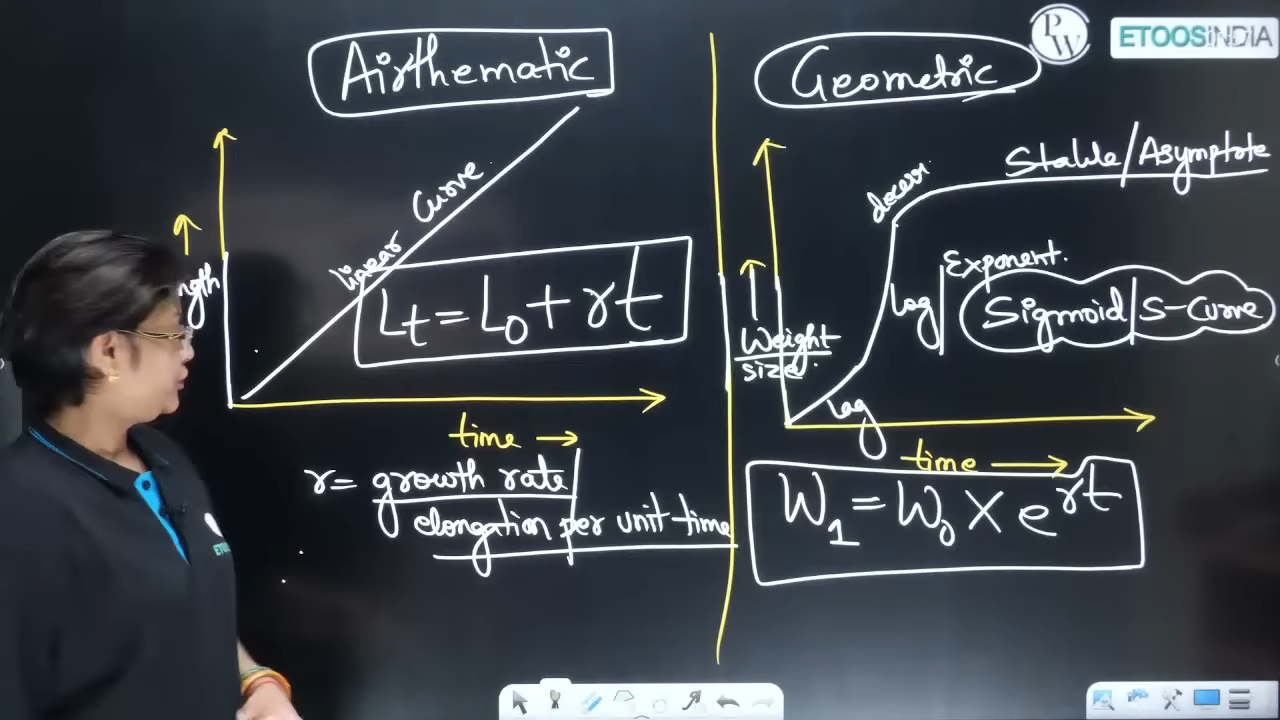 Airthematic
Curve
linear
Lt = L0 + rt
time →
r = growth rate
elongation per unit time
PW
ETOOSINDIA
Geometric
Stable/Asymptote
Exponent.
log
Sigmoid|S-Curve
Weight
size.
lag
time →
W1 = W0 × e^rt